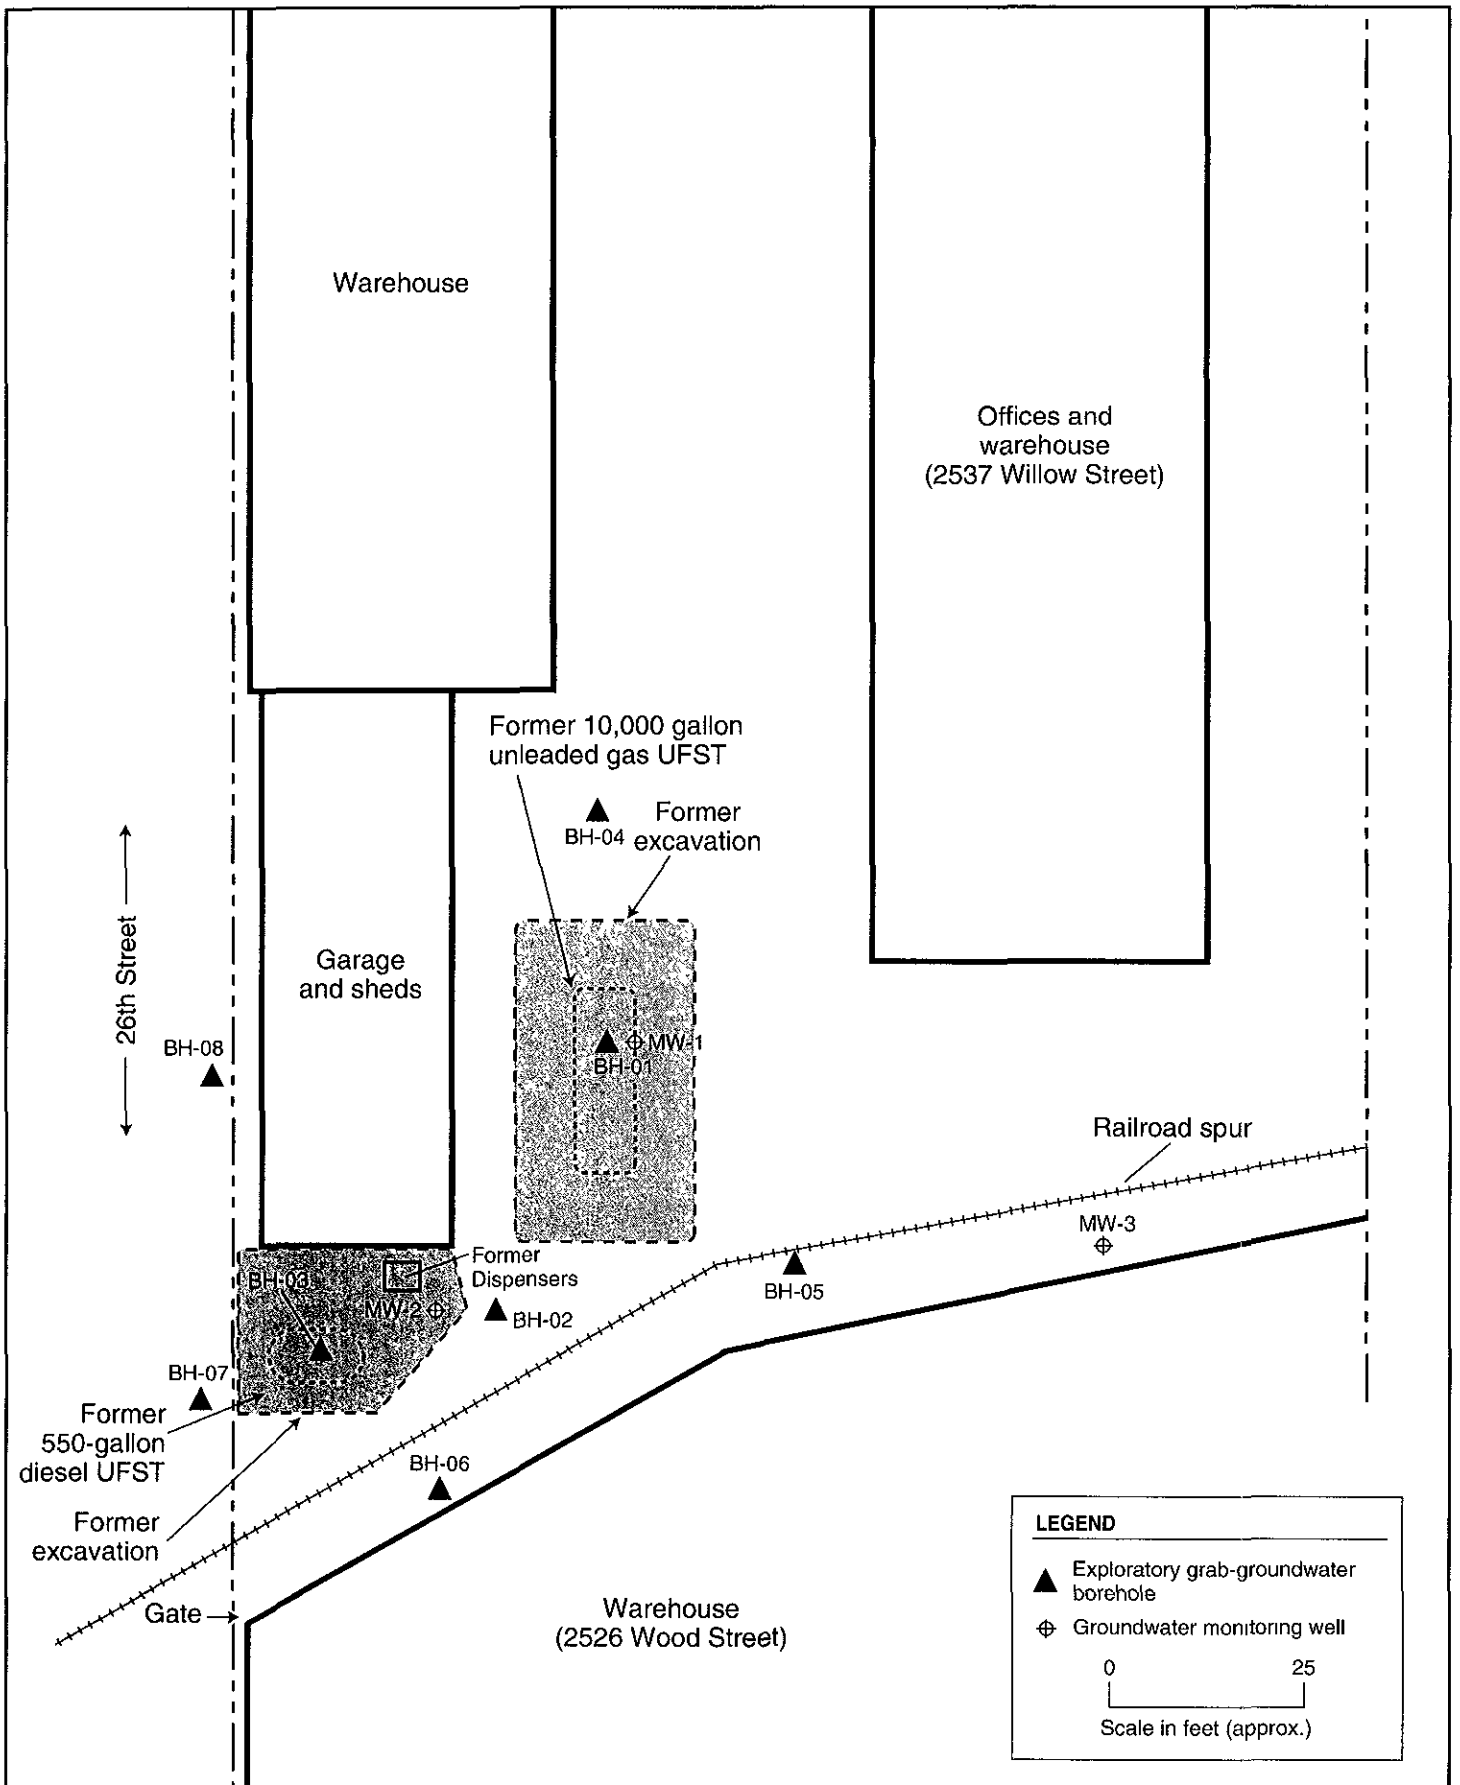 Warehouse
Offices and
warehouse
(2537 Willow Street)
Former 10,000 gallon
unleaded gas UFST
BH-04
Former
excavation
26th Street
Garage
and sheds
BH-08
MW-1
BH-01
Railroad spur
MW-3
Former
Dispensers
BH-03
MW-2
BH-02
BH-05
BH-07
Former
550-gallon
diesel UFST
BH-06
Former
excavation
Gate
Warehouse
(2526 Wood Street)
LEGEND
Exploratory grab-groundwater
borehole
Groundwater monitoring well
0 25
Scale in feet (approx.)